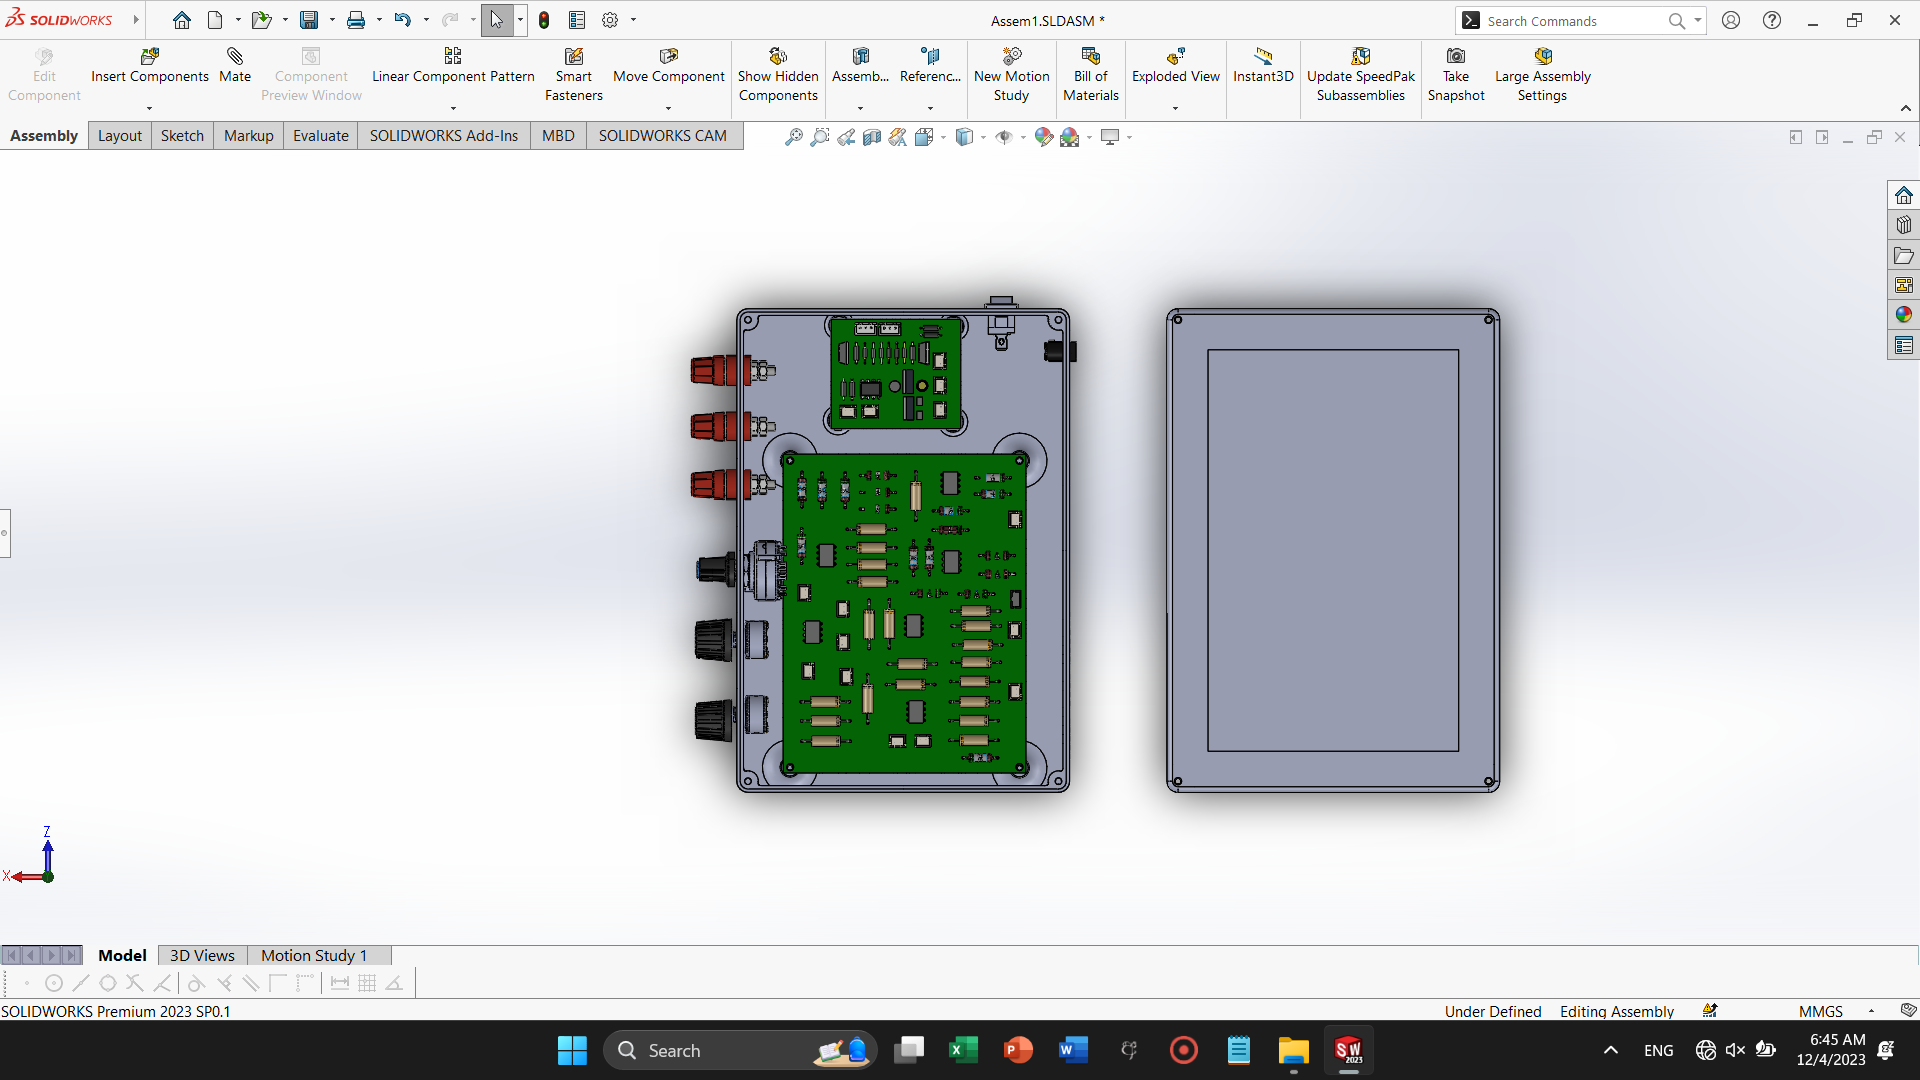 SOLIDWORKS
Assem1.SLDASM *
Search Commands
Edit Component
Insert Components
Mate
Component Preview Window
Linear Component Pattern
Smart Fasteners
Move Component
Show Hidden Components
Assemb...
Referenc...
New Motion Study
Bill of Materials
Exploded View
Instant3D
Update SpeedPak Subassemblies
Take Snapshot
Large Assembly Settings
Assembly
Layout
Sketch
Markup
Evaluate
SOLIDWORKS Add-Ins
MBD
SOLIDWORKS CAM
Z
X
Model
3D Views
Motion Study 1
SOLIDWORKS Premium 2023 SP0.1
Under Defined
Editing Assembly
MMGS
Search
SW
2023
ENG
6:45 AM
12/4/2023